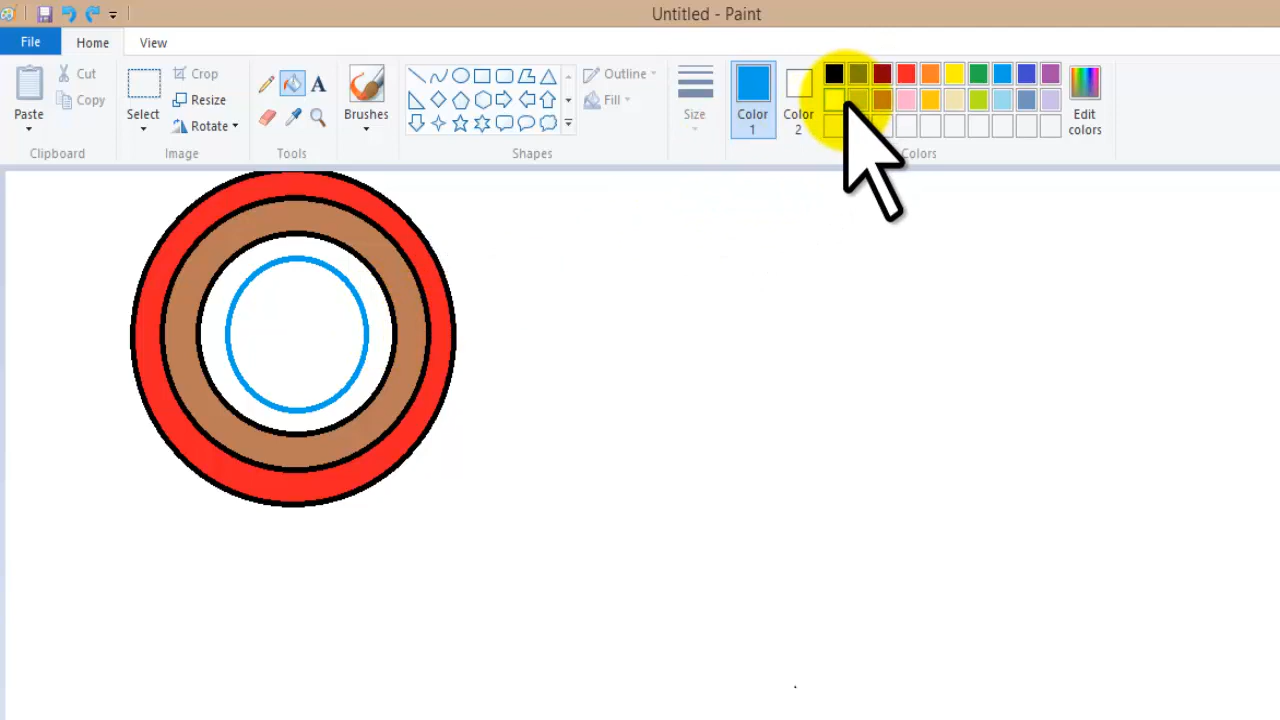 Untitled - Paint
File Home View
Paste
Cut
Copy
Clipboard
Select
Crop
Resize
Rotate
Image
A
Tools
Brushes
Outline
Fill
Shapes
Size
Color
1
Color
2
Edit
colors
Colors